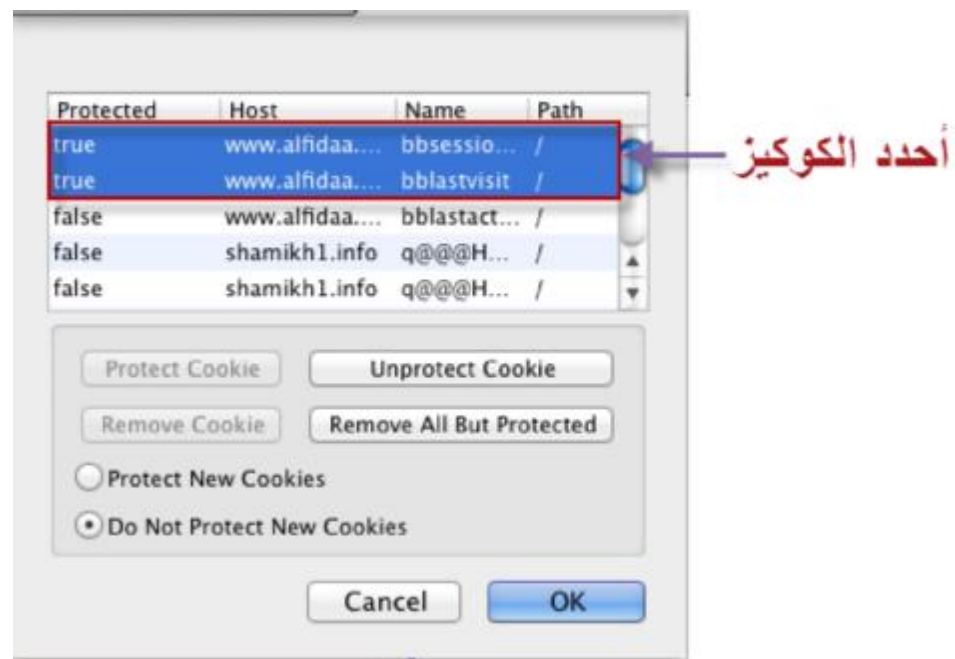 Protected Host Name Path
true www.alfidaa.... bbsessio... /
true www.alfidaa.... bblastvisit /
false www.alfidaa.... bblastact... /
false shamikh1.info q@@@H... /
false shamikh1.info q@@@H... /
أحدد الكوكيز
Protect Cookie Unprotect Cookie
Remove Cookie Remove All But Protected
Protect New Cookies
Do Not Protect New Cookies
Cancel OK